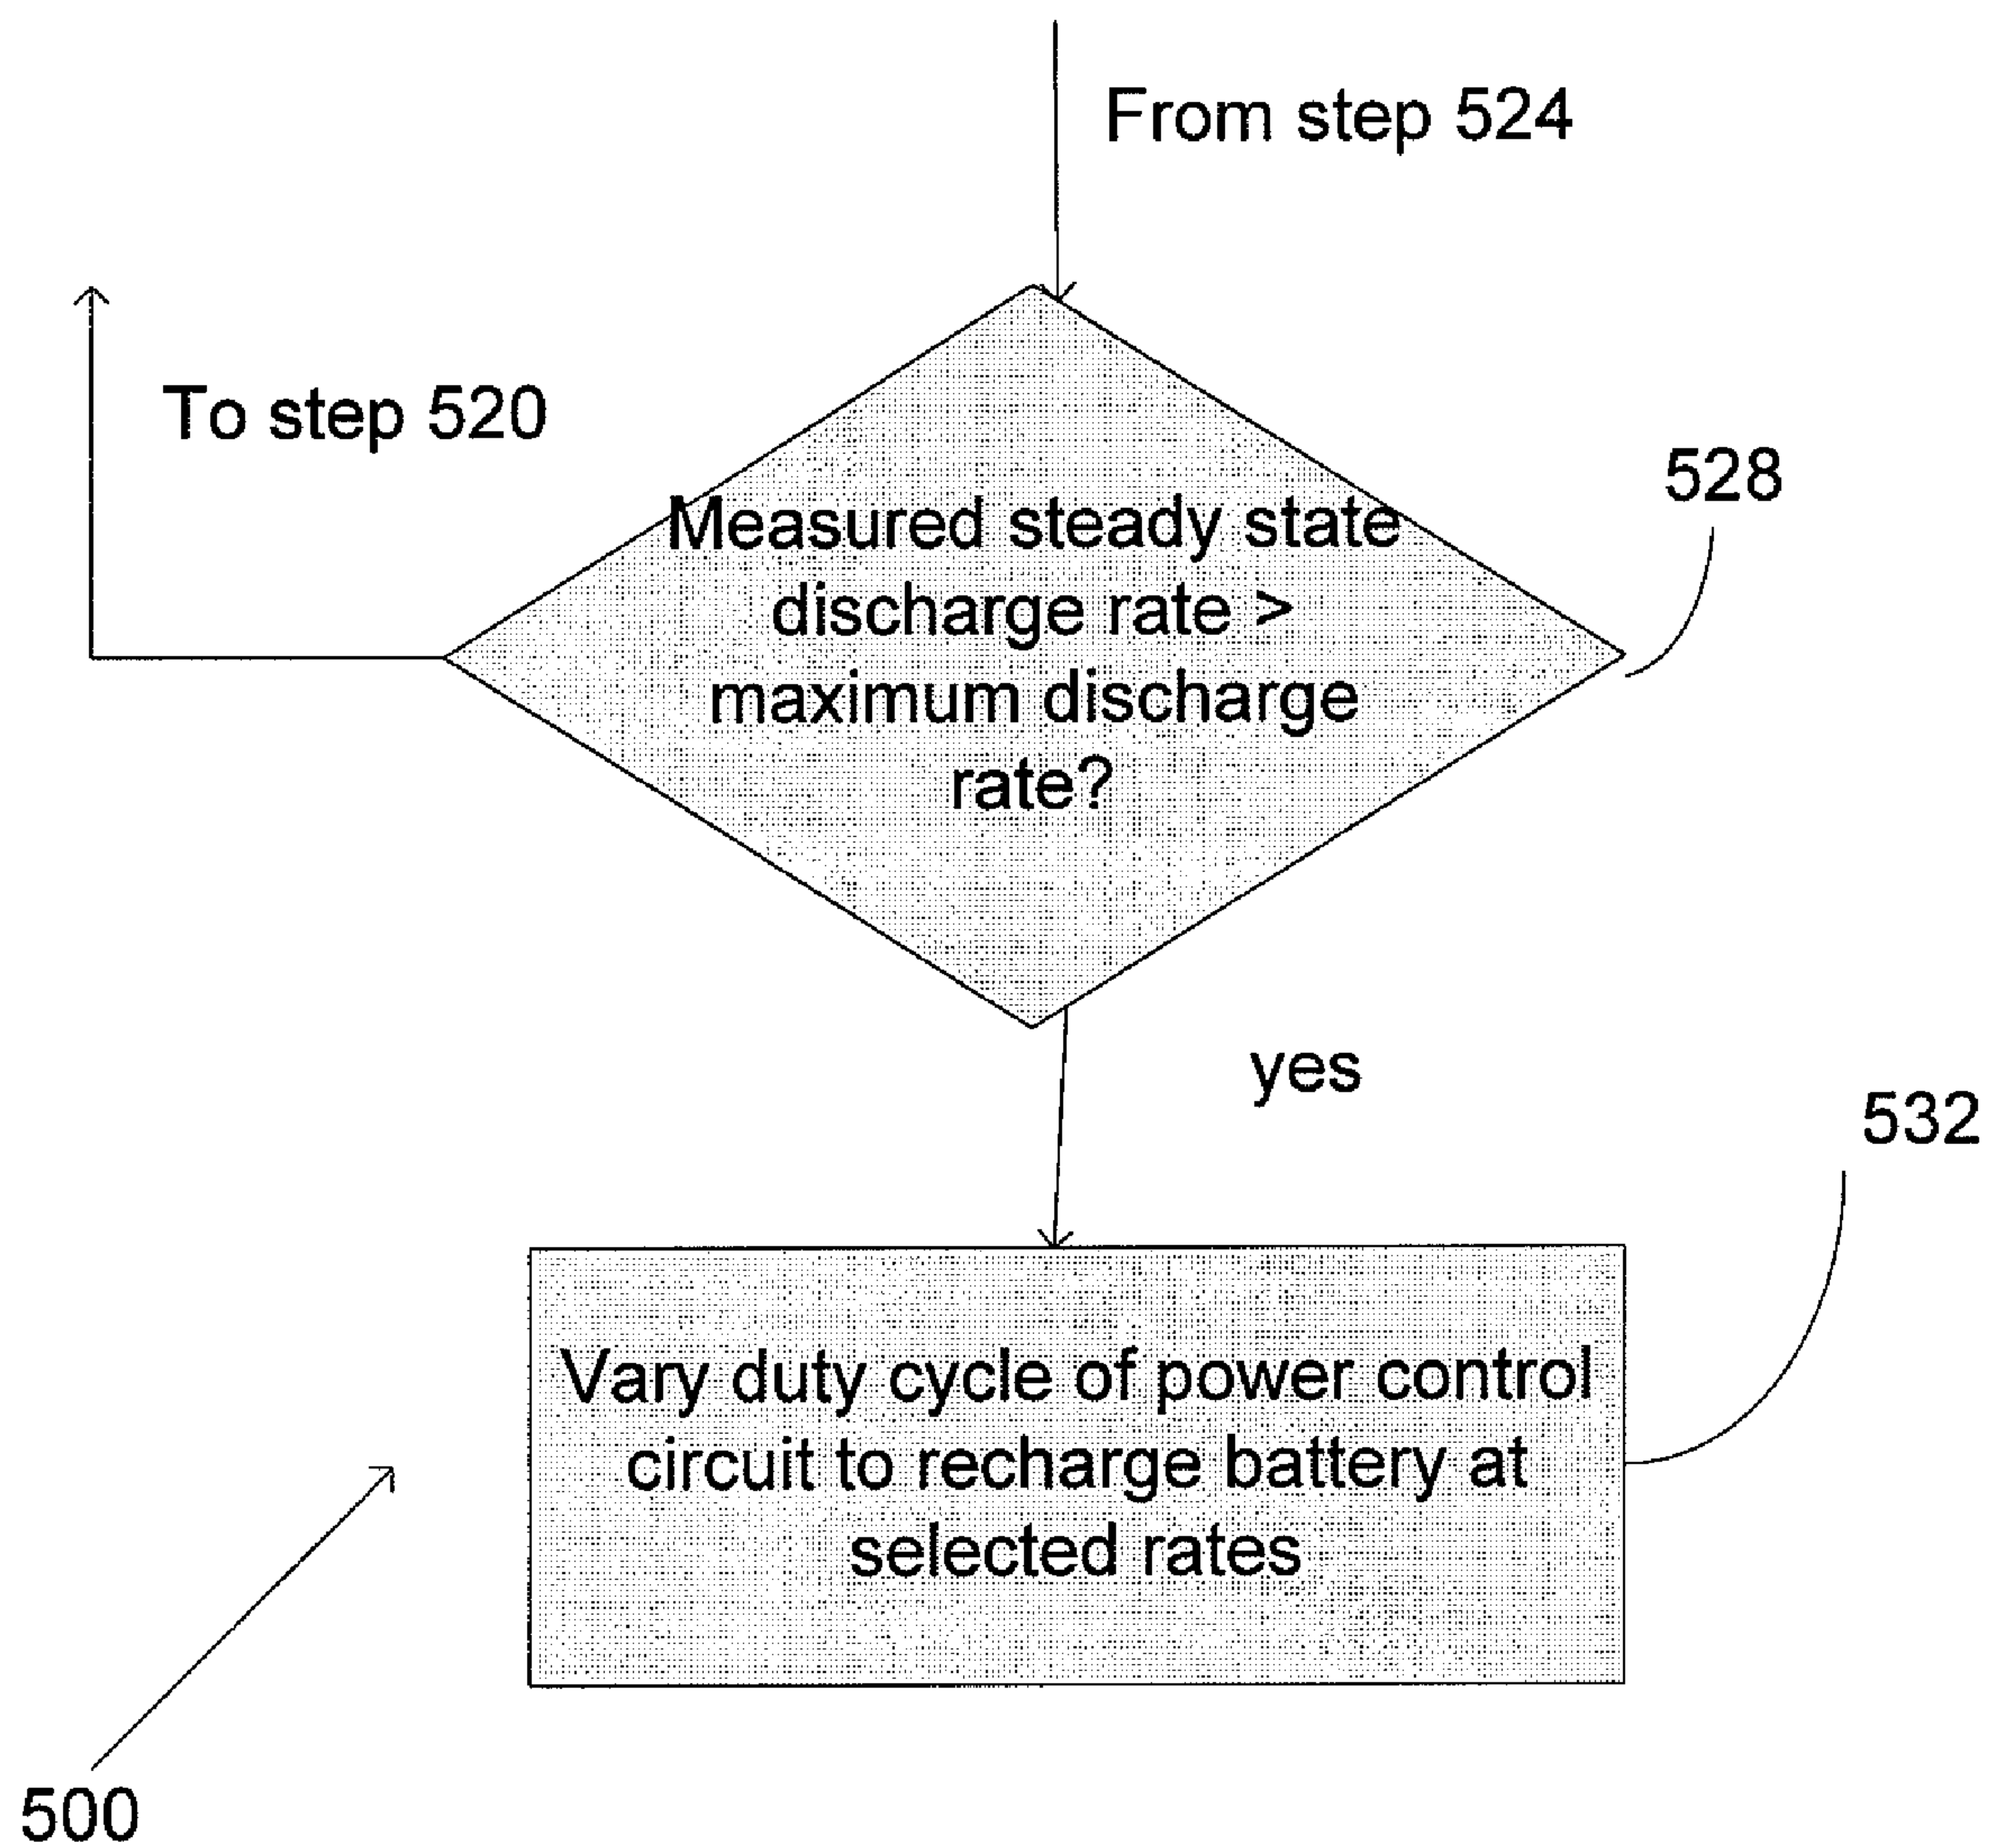 From step 524
To step 520
528
Measured steady state
discharge rate >
maximum discharge
rate?
yes
532
Vary duty cycle of power control
circuit to recharge battery at
selected rates
500